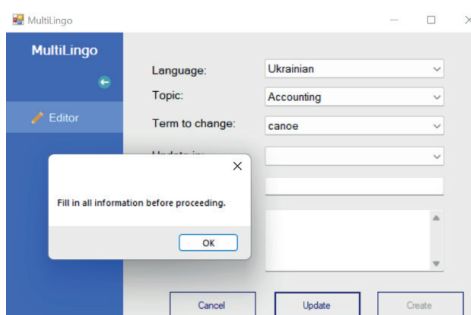 MultiLingo
MultiLingo
Editor
Language:
Ukrainian
Topic:
Accounting
Term to change:
canoe
Fill in all information before proceeding.
OK
Cancel
Update
Create